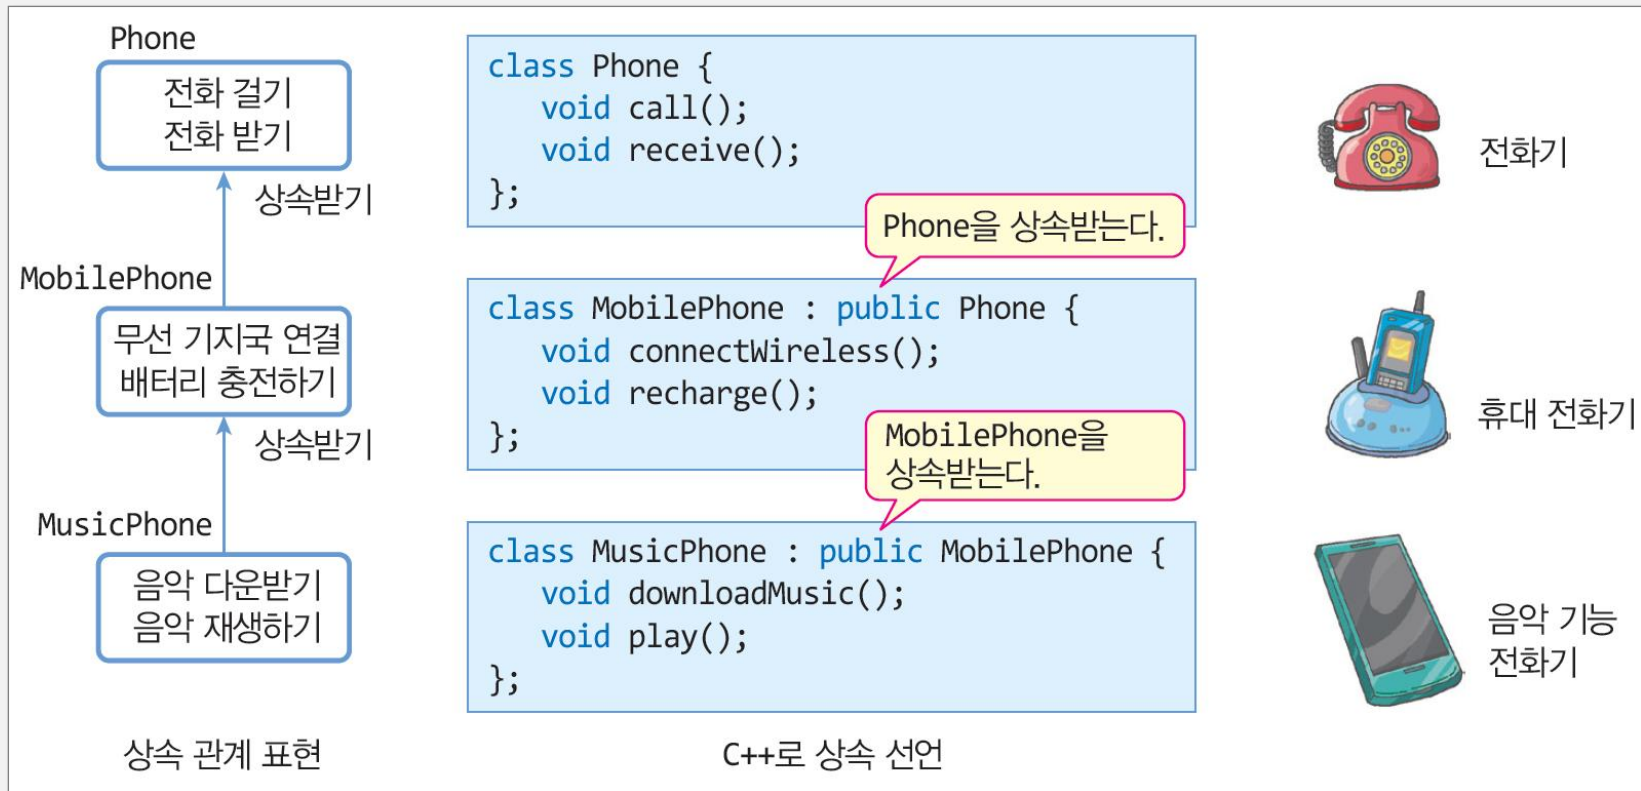 Phone
전화 걸기
전화 받기
상속받기
MobilePhone
무선 기지국 연결
배터리 충전하기
상속받기
MusicPhone
음악 다운받기
음악 재생하기
상속 관계 표현
class Phone {
void call();
void receive();
};
Phone을 상속받는다.
class MobilePhone : public Phone {
void connectWireless();
void recharge();
};
MobilePhone을
상속받는다.
class MusicPhone : public MobilePhone {
void downloadMusic();
void play();
};
C++로 상속 선언
전화기
휴대 전화기
음악 기능
전화기